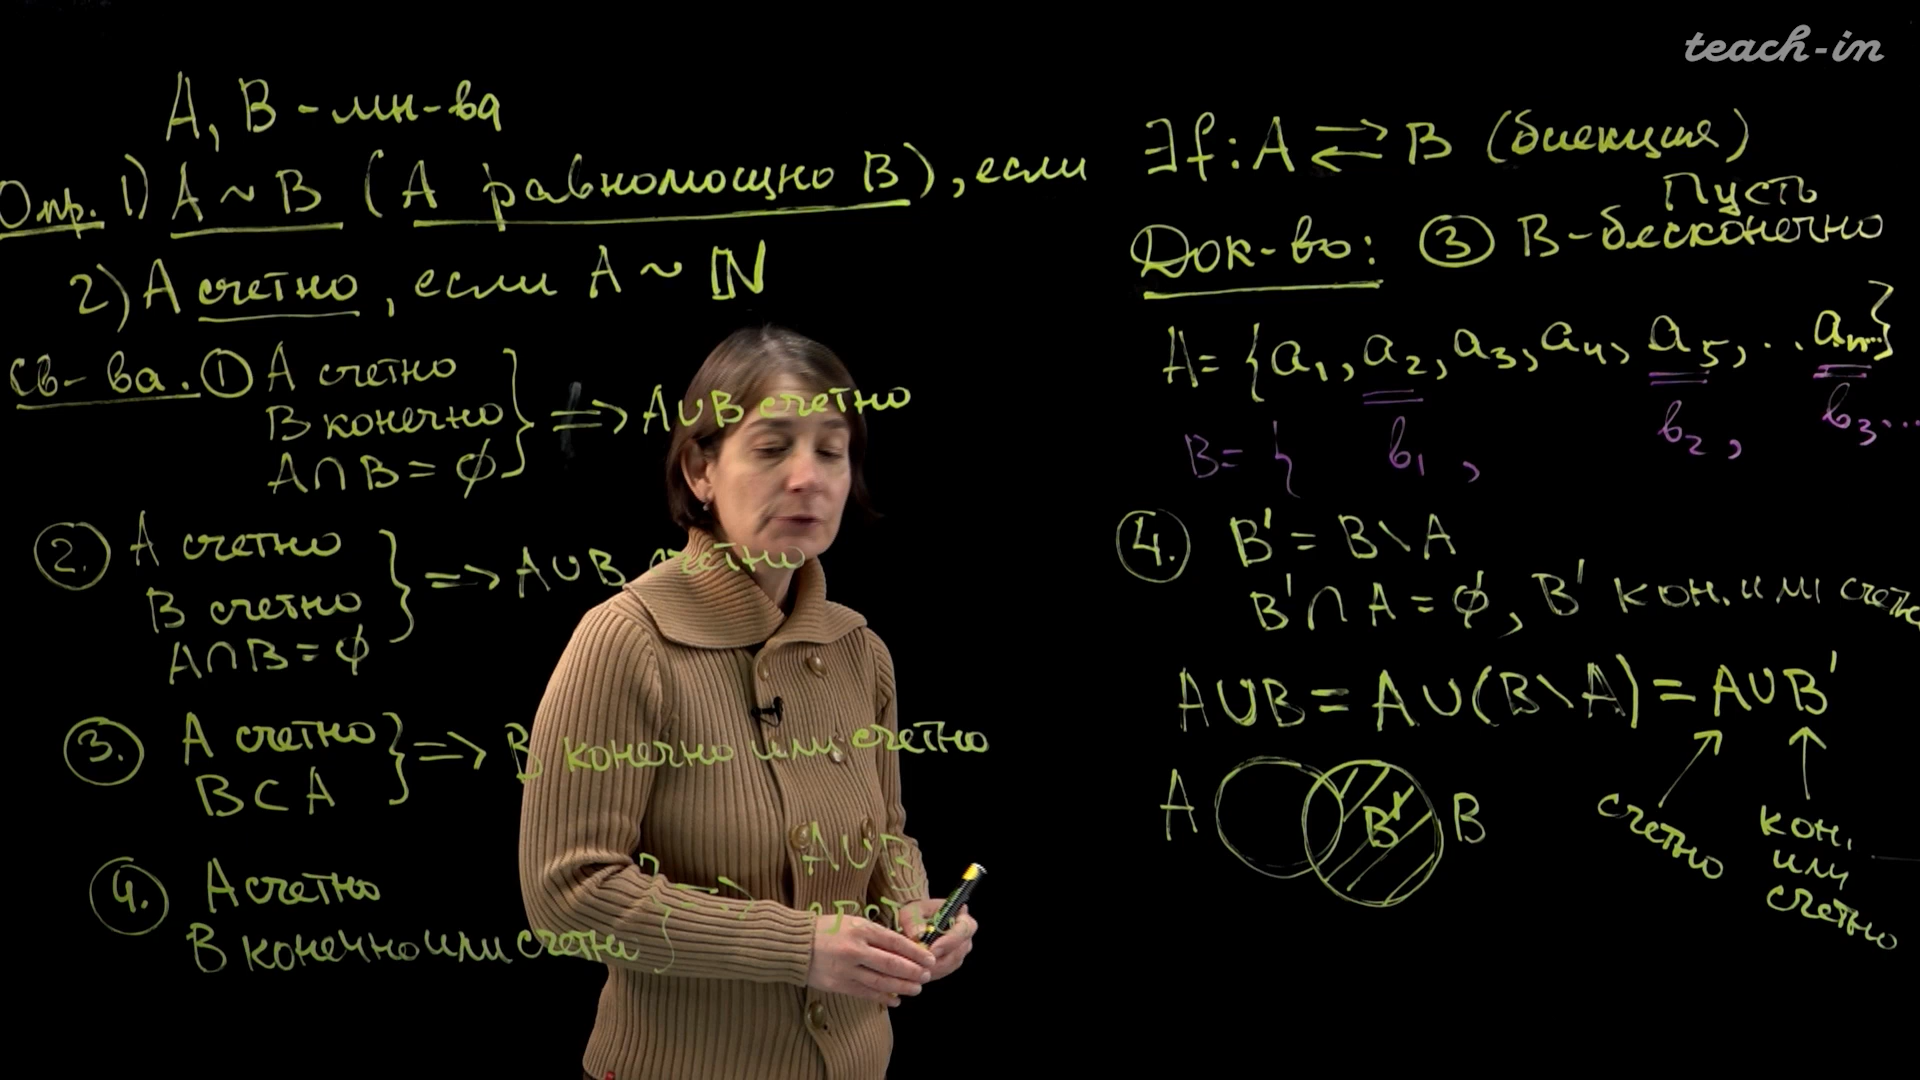 teach-in
A, B - мн-ва
Опр. 1) A ~ B (A равномощно B), если ∃ f : A ⇄ B (биекция)
2) A счетно, если A ~ ℕ
Св-ва. ① A счетно
B конечно
A∩B = ∅
} => A∪B счетно
②. A счетно
B счетно
A∩B = ∅
} => A∪B счетно
③. A счетно
B ⊂ A
} => B конечно или счетно
④. A счетно
B конечно или счетно
} => A∪B
счетно
Док-во: ③ Пусть
B - бесконечно
A = {a₁, a₂, a₃, a₄, a₅, ... aₙ...}
B = { b₁, b₂, b₃...
④. B' = B \ A
B' ∩ A = ∅, B' кон. или счетно
A∪B = A∪(B\A) = A∪B'
A B' B
счетно
кон.
или
счетно